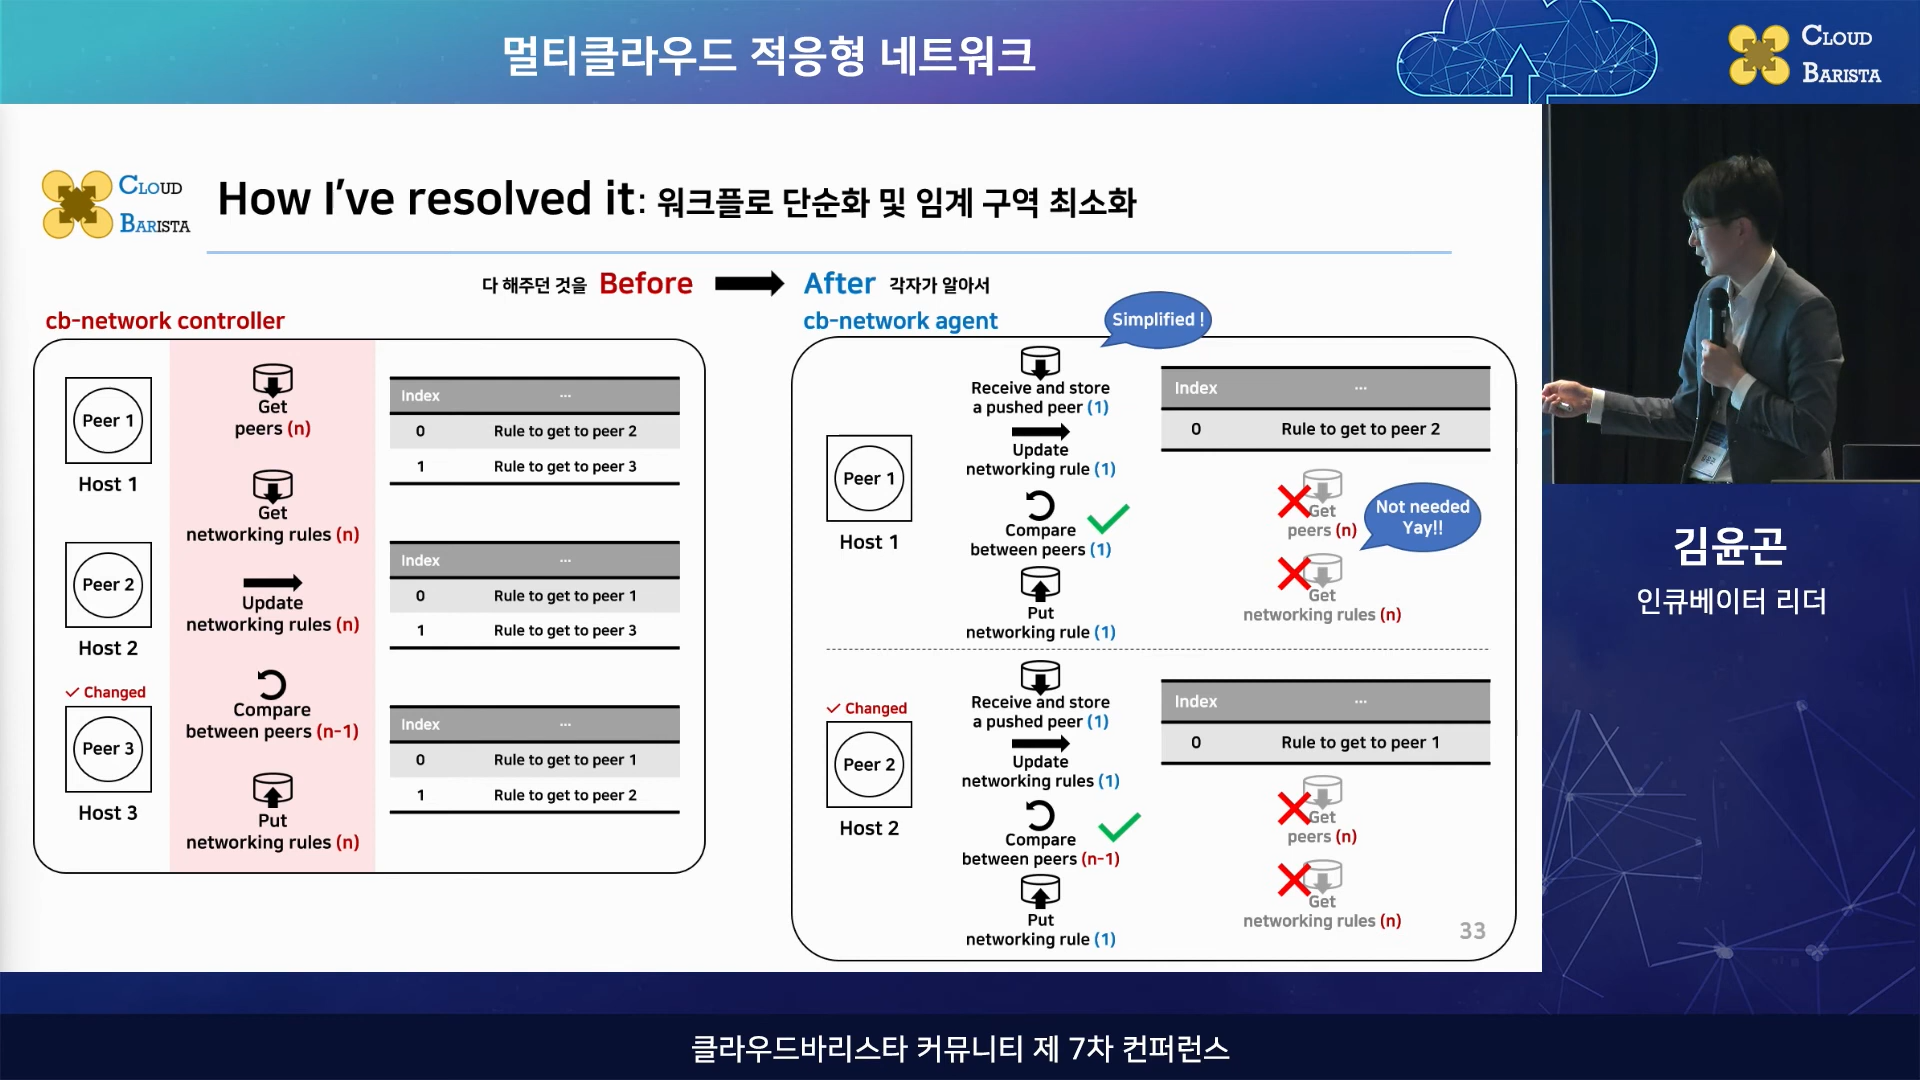 멀티클라우드 적응형 네트워크
CLOUD
BARISTA
CLOUD
BARISTA
How I've resolved it: 워크플로 단순화 및 임계 구역 최소화
다 해주던 것을 Before
After 각자가 알아서
cb-network controller
Peer 1
Host 1
Peer 2
Host 2
✓ Changed
Peer 3
Host 3
Get
peers (n)
Get
networking rules (n)
Update
networking rules (n)
Compare
between peers (n-1)
Put
networking rules (n)
Index ...
0 Rule to get to peer 2
1 Rule to get to peer 3
Index ...
0 Rule to get to peer 1
1 Rule to get to peer 3
Index ...
0 Rule to get to peer 1
1 Rule to get to peer 2
cb-network agent
Simplified !
Peer 1
Host 1
Receive and store
a pushed peer (1)
Update
networking rule (1)
Compare
between peers (1)
Put
networking rule (1)
Index ...
0 Rule to get to peer 2
Get
peers (n)
Not needed
Yay!!
Get
networking rules (n)
✓ Changed
Peer 2
Host 2
Receive and store
a pushed peer (1)
Update
networking rules (1)
Compare
between peers (n-1)
Put
networking rule (1)
Index ...
0 Rule to get to peer 1
Get
peers (n)
Get
networking rules (n)
33
김윤곤
인큐베이터 리더
클라우드바리스타 커뮤니티 제 7차 컨퍼런스